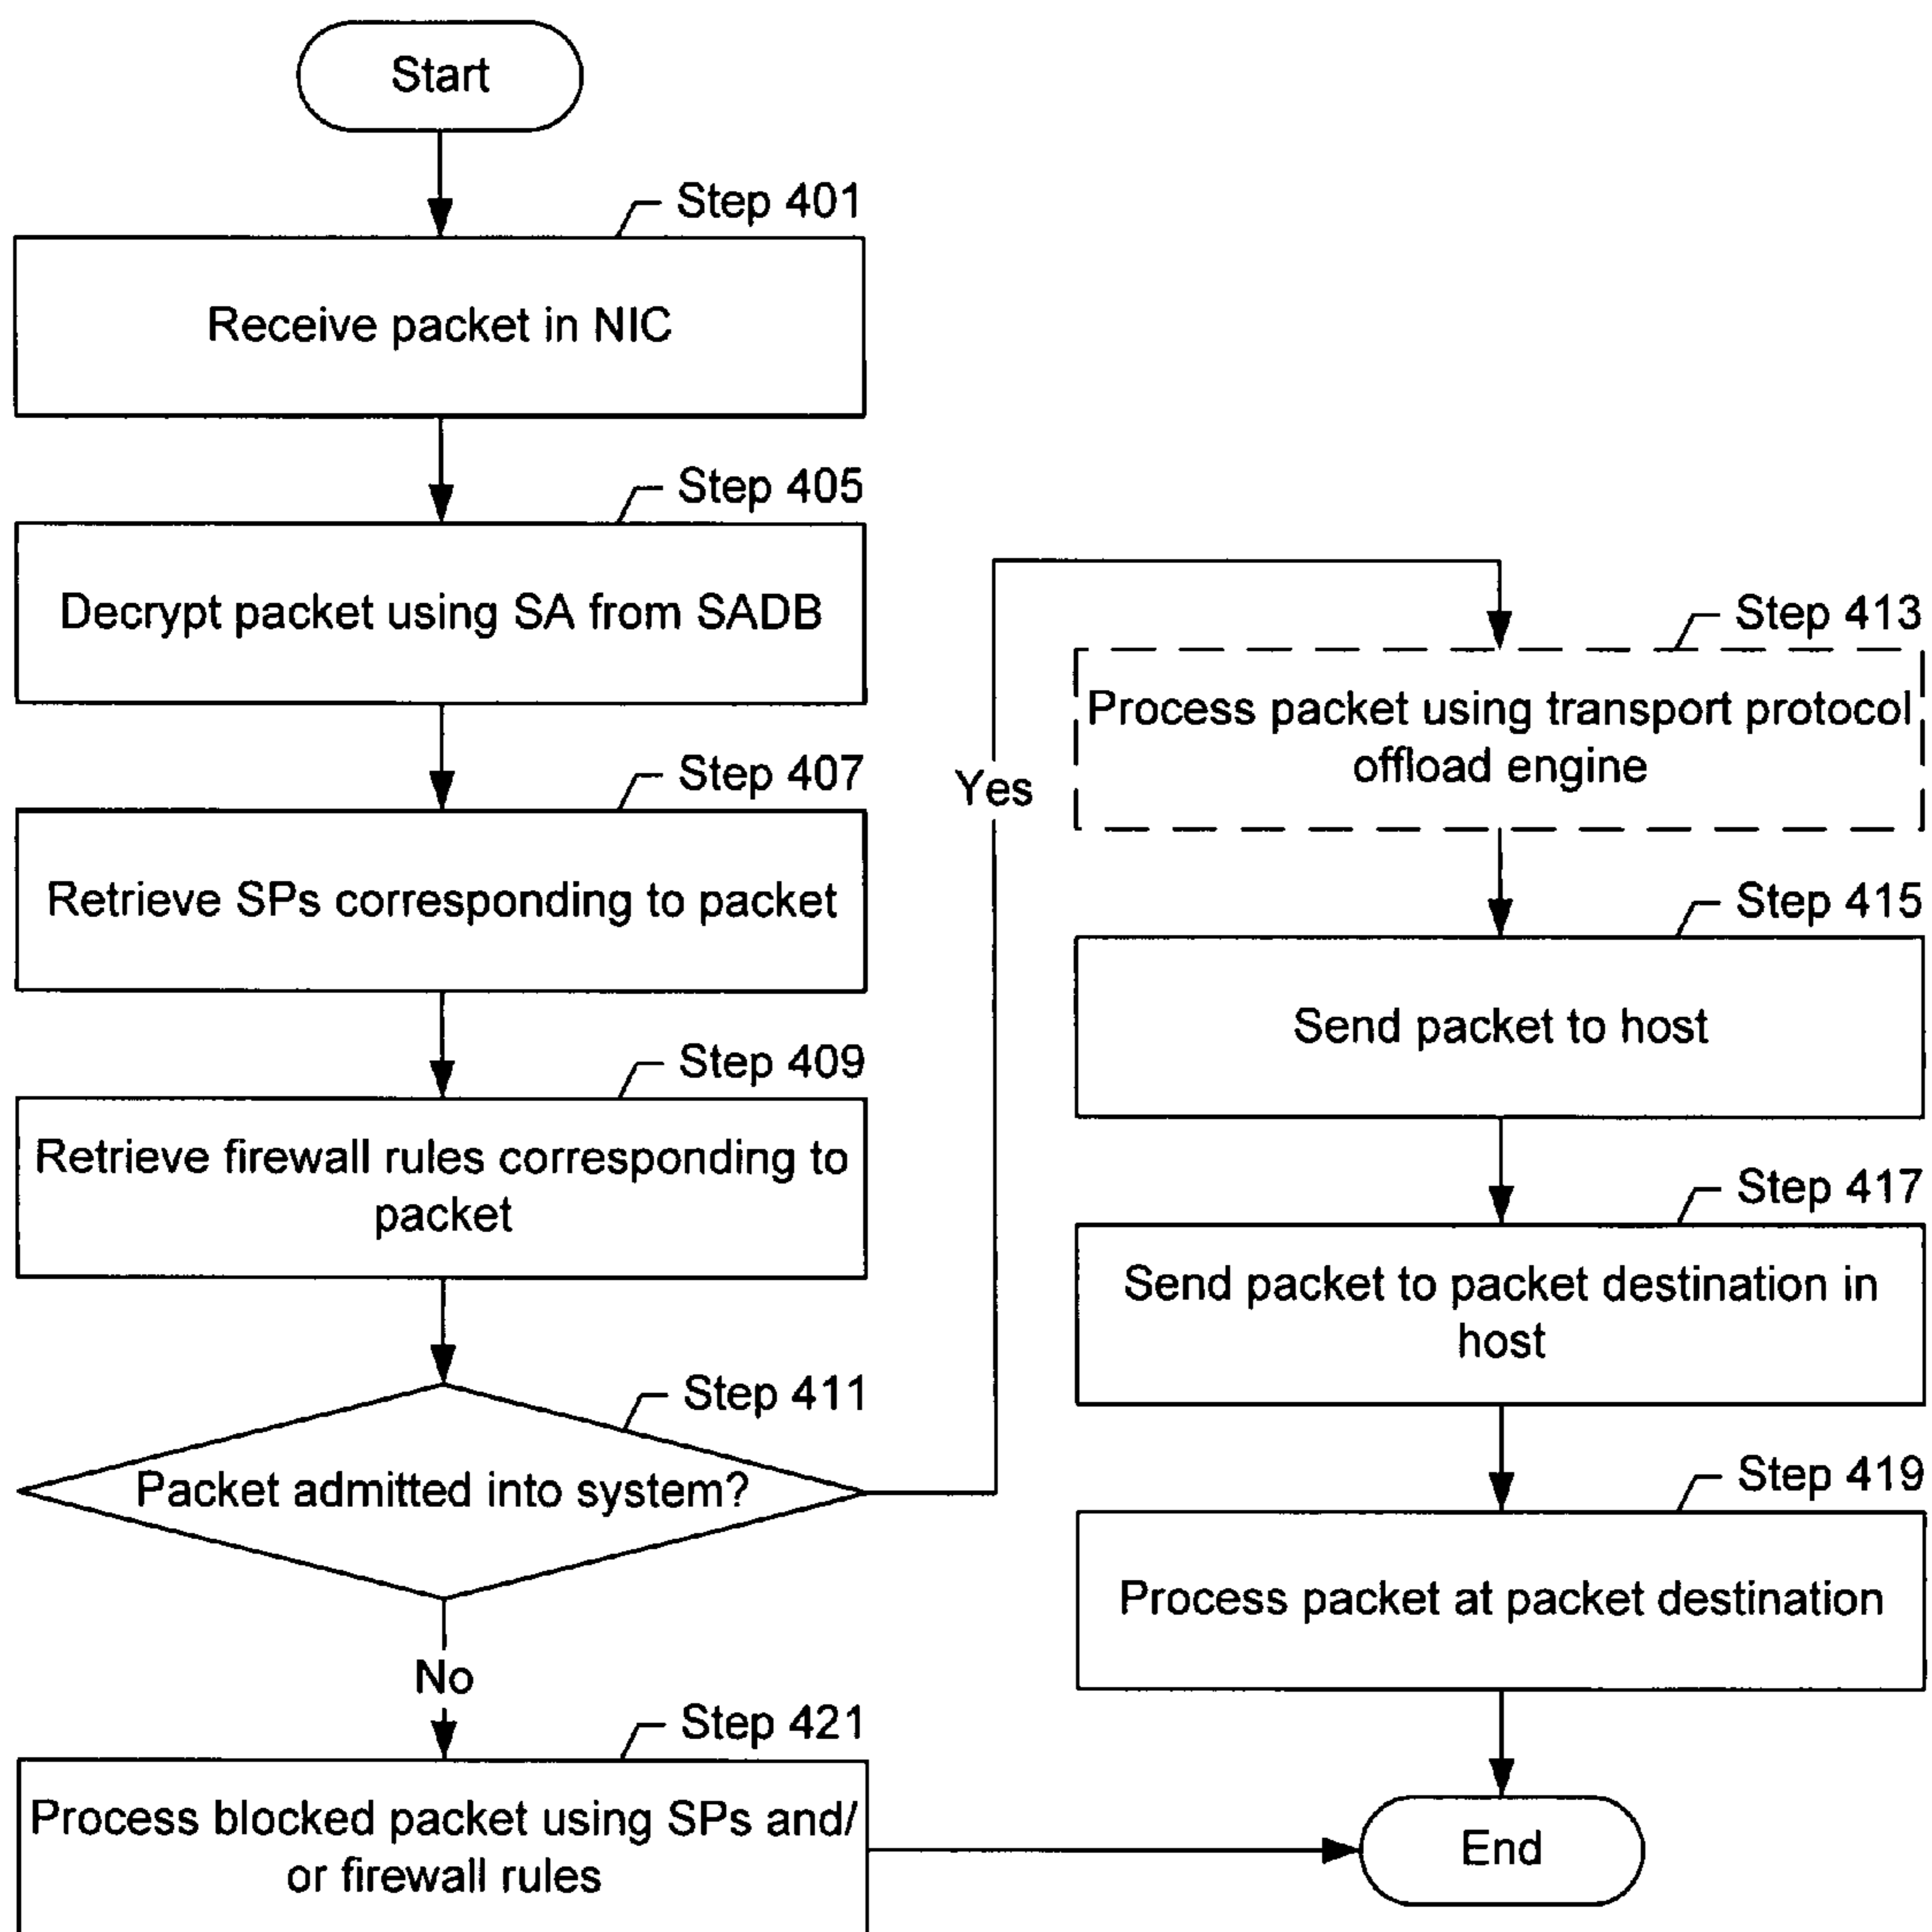 Start
Step 401
Receive packet in NIC
Step 405
Decrypt packet using SA from SADB
Step 407
Retrieve SPs corresponding to packet
Step 409
Retrieve firewall rules corresponding to
packet
Step 411
Packet admitted into system?
Yes
No
Step 421
Process blocked packet using SPs and/
or firewall rules
Step 413
Process packet using transport protocol
offload engine
Step 415
Send packet to host
Step 417
Send packet to packet destination in
host
Step 419
Process packet at packet destination
End